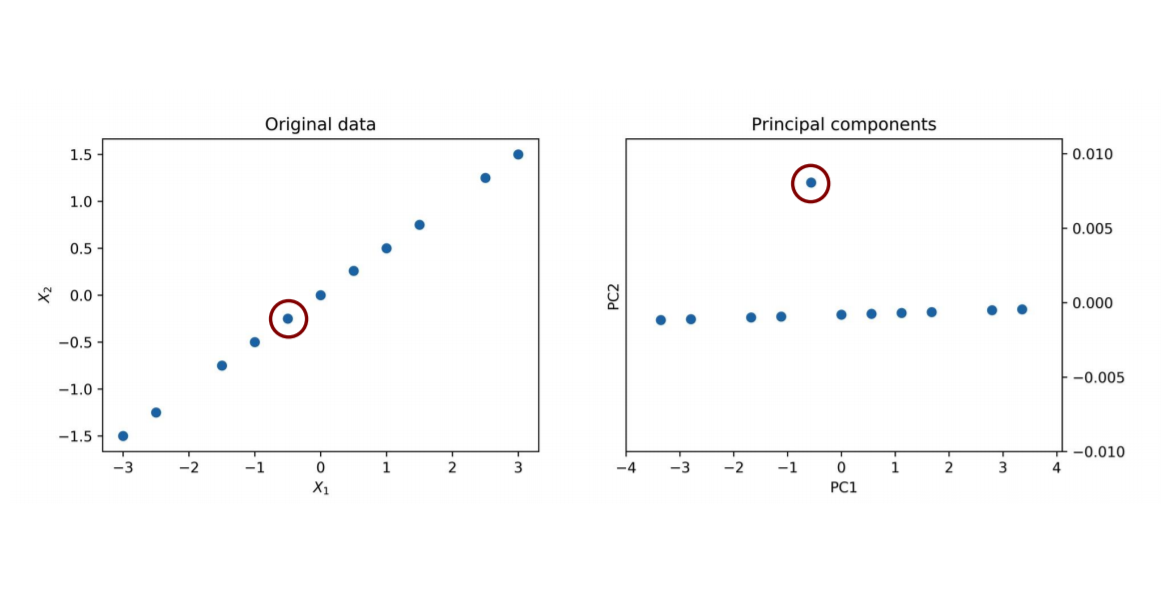 Original data
1.5
1.0
0.5
0.0
−0.5
−1.0
−1.5
X₂
−3 −2 −1 0 1 2 3
X₁
Principal components
0.010
0.005
0.000
−0.005
−0.010
PC2
−4 −3 −2 −1 0 1 2 3 4
PC1